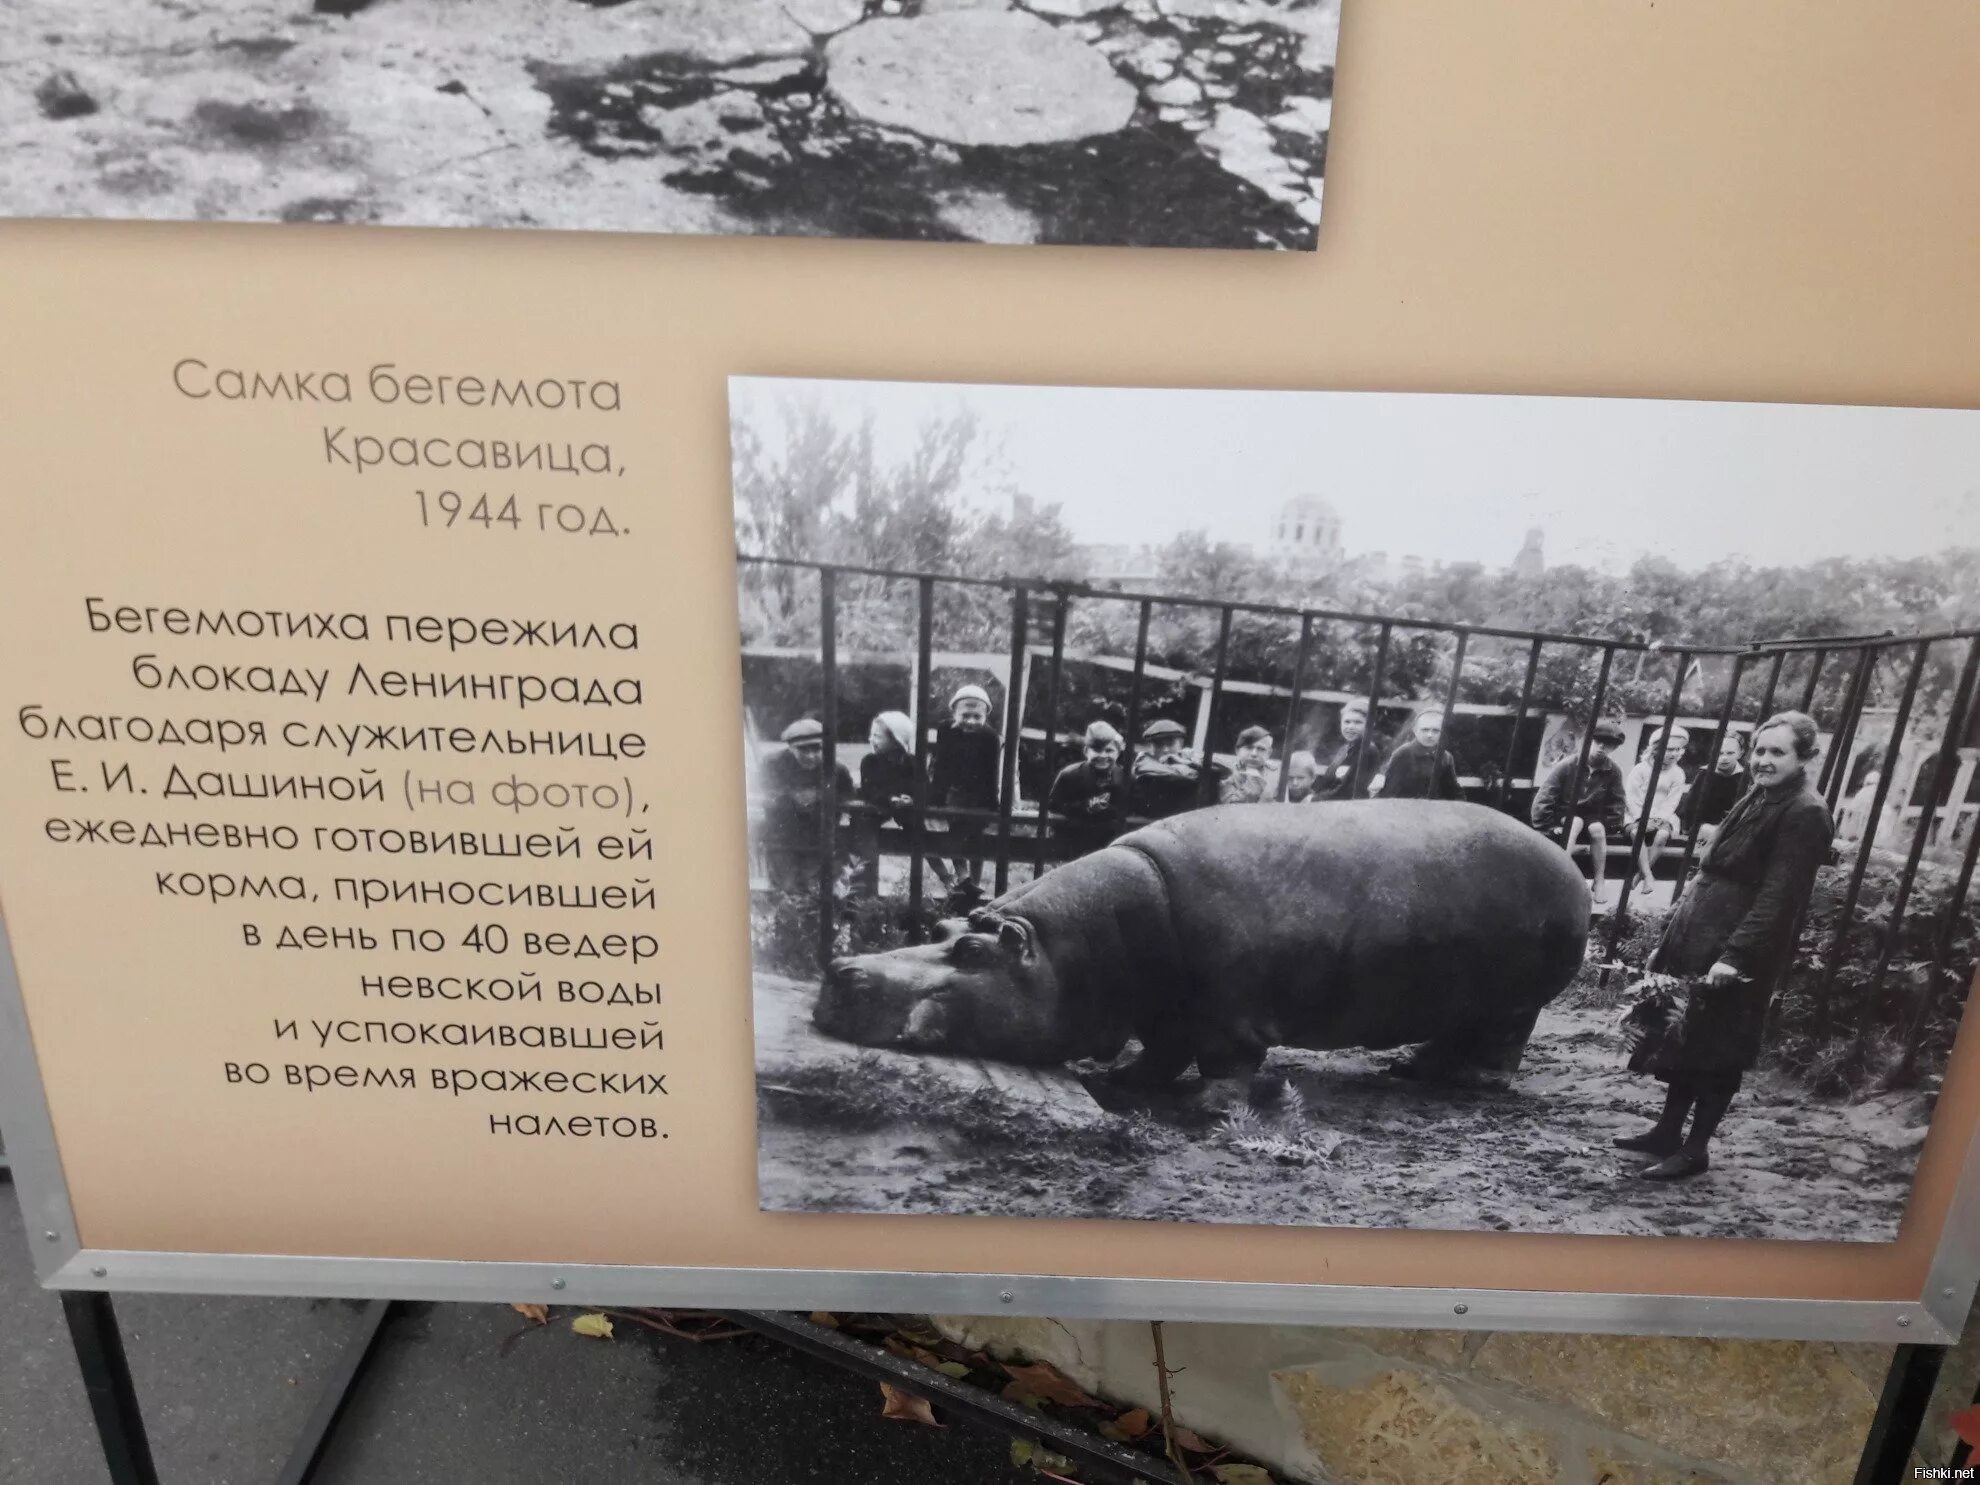 Самка бегемота
Красавица,
1944 год.
Бегемотиха пережила
блокаду Ленинграда
благодаря служительнице
Е. И. Дашиной (на фото),
ежедневно готовившей ей
корма, приносившей
в день по 40 ведер
невской воды
и успокаивавшей
во время вражеских
налетов.
Fishki.net